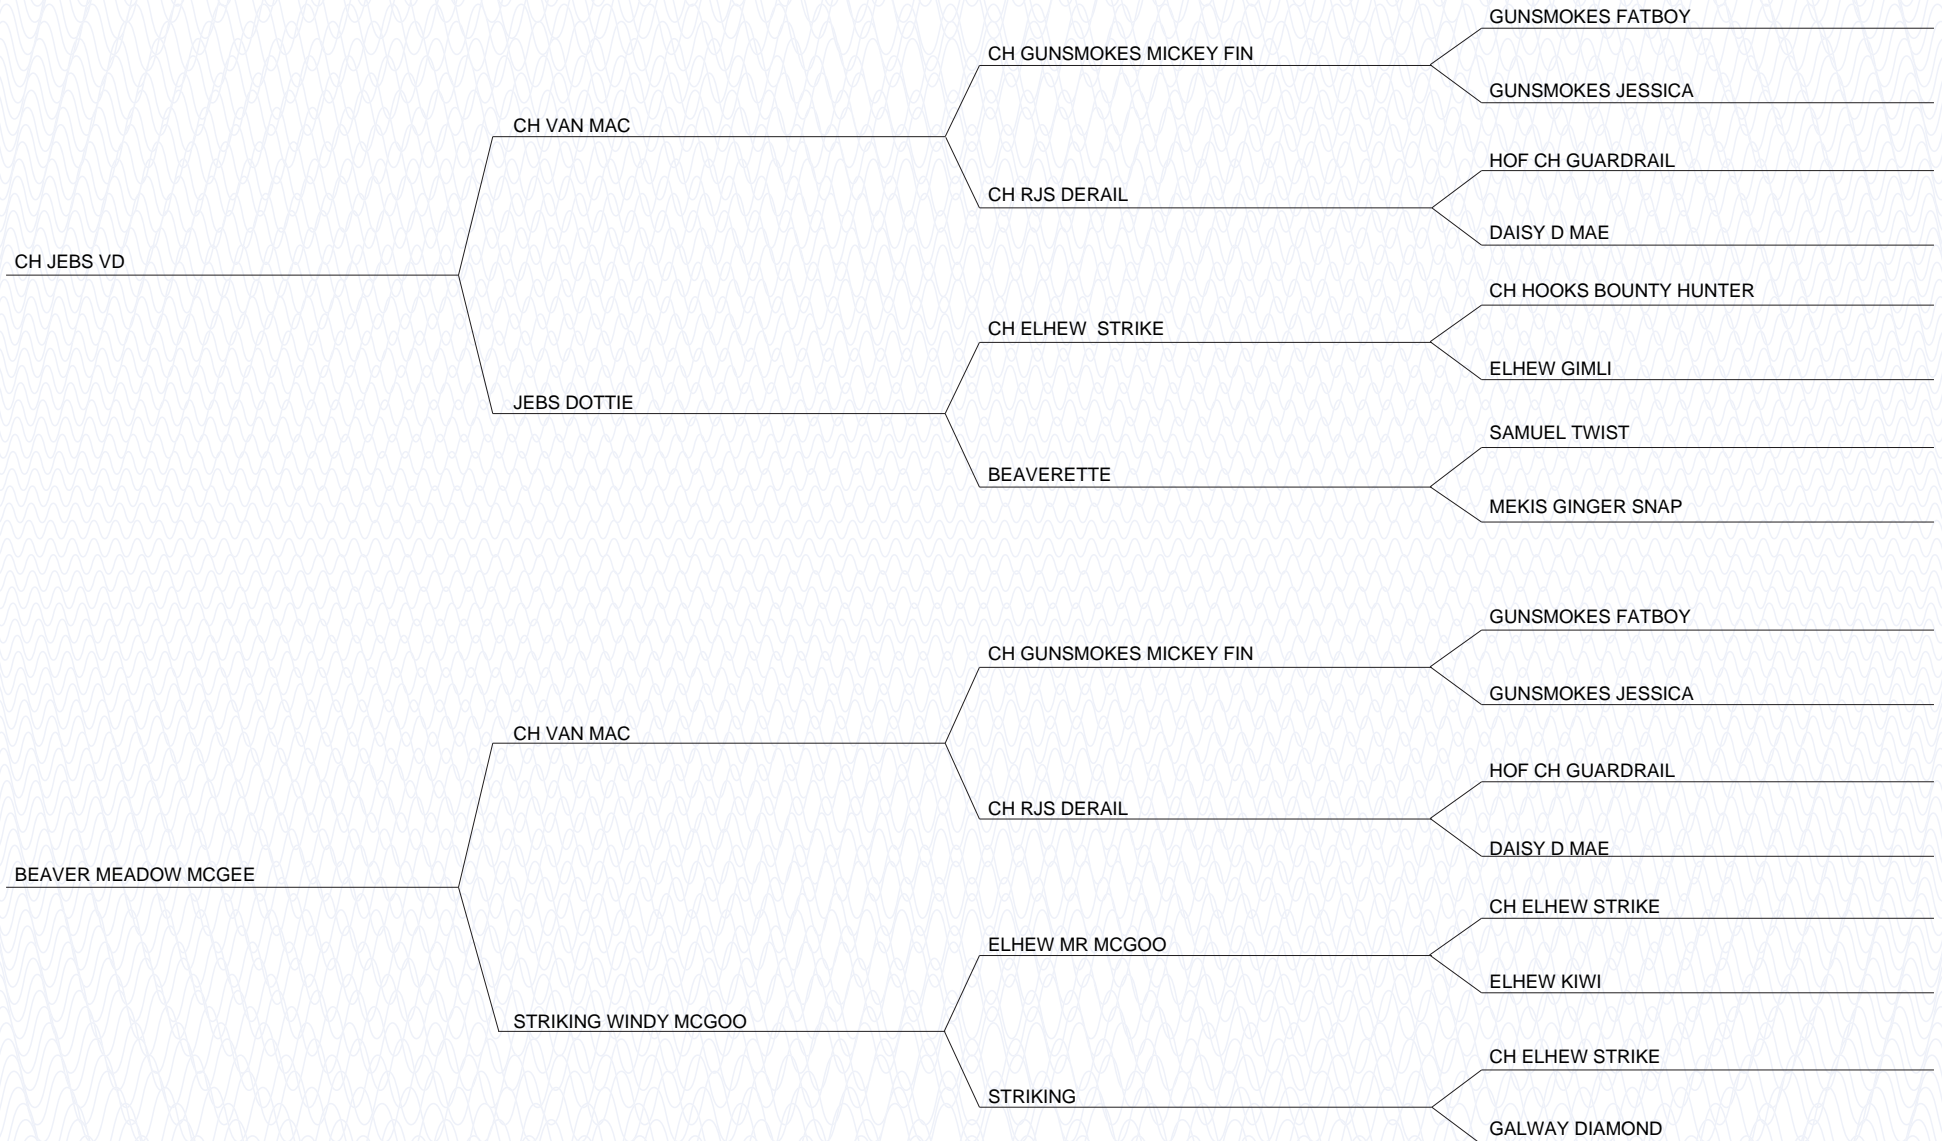 GUNSMOKES FATBOY
CH GUNSMOKES MICKEY FIN
GUNSMOKES JESSICA
CH VAN MAC
HOF CH GUARDRAIL
CH RJS DERAIL
DAISY D MAE
CH JEBS VD
CH HOOKS BOUNTY HUNTER
CH ELHEW  STRIKE
ELHEW GIMLI
JEBS DOTTIE
SAMUEL TWIST
BEAVERETTE
MEKIS GINGER SNAP
GUNSMOKES FATBOY
CH GUNSMOKES MICKEY FIN
GUNSMOKES JESSICA
CH VAN MAC
HOF CH GUARDRAIL
CH RJS DERAIL
DAISY D MAE
BEAVER MEADOW MCGEE
CH ELHEW STRIKE
ELHEW MR MCGOO
ELHEW KIWI
STRIKING WINDY MCGOO
CH ELHEW STRIKE
STRIKING
GALWAY DIAMOND